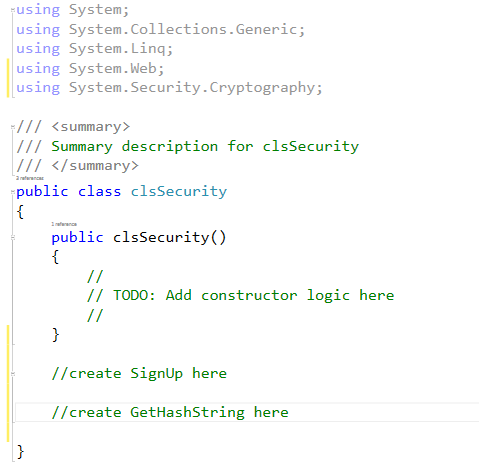 using System;
using System.Collections.Generic;
using System.Linq;
using System.Web;
using System.Security.Cryptography;
/// <summary>
/// Summary description for clsSecurity
/// </summary>
3 references
public class clsSecurity
{
1 reference
public clsSecurity()
{
//
// TODO: Add constructor logic here
//
}
//create SignUp here
//create GetHashString here
}